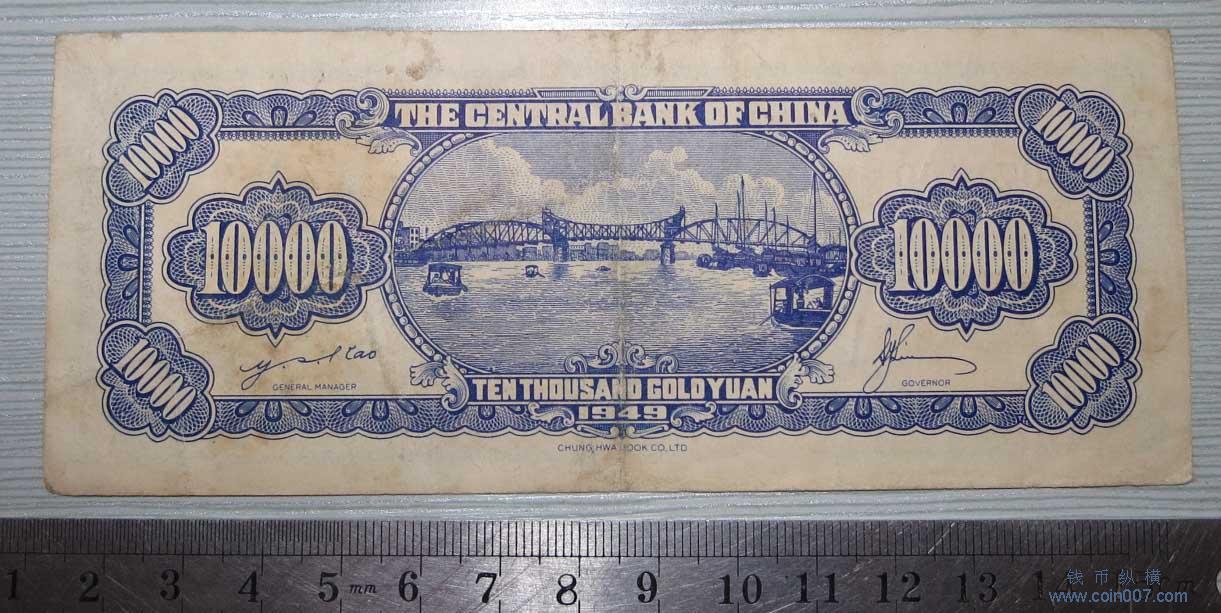 THE CENTRAL BANK OF CHINA
10000
10000
10000
10000
GENERAL MANAGER
GOVERNOR
10000
10000
TEN THOUSAND GOLD YUAN
1949
CHUNG HWA BOOK CO. LTD
1 2 3 4 5 mm 6 7 8 9 10 11 12 13
钱币纵横
www.coin007.com